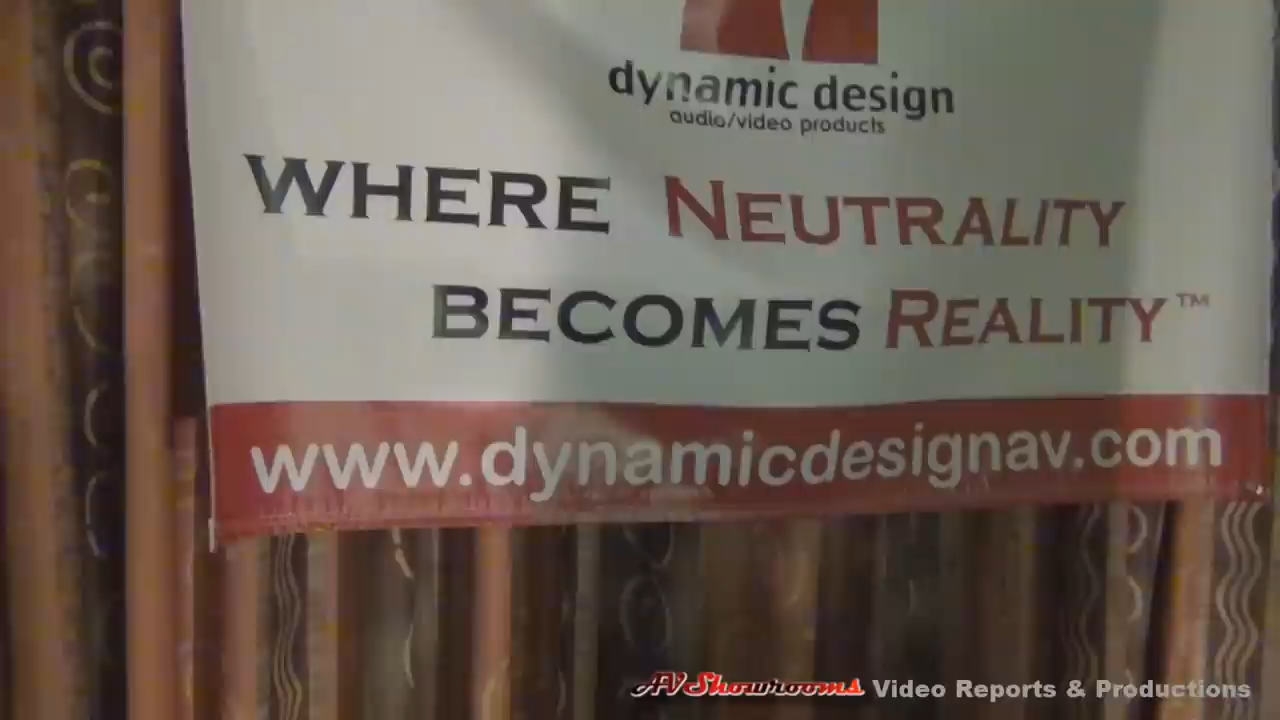 dynamic design
audio/video products
WHERE NEUTRALITY
BECOMES REALITY™
www.dynamicdesignav.com
AVShowrooms Video Reports & Productions